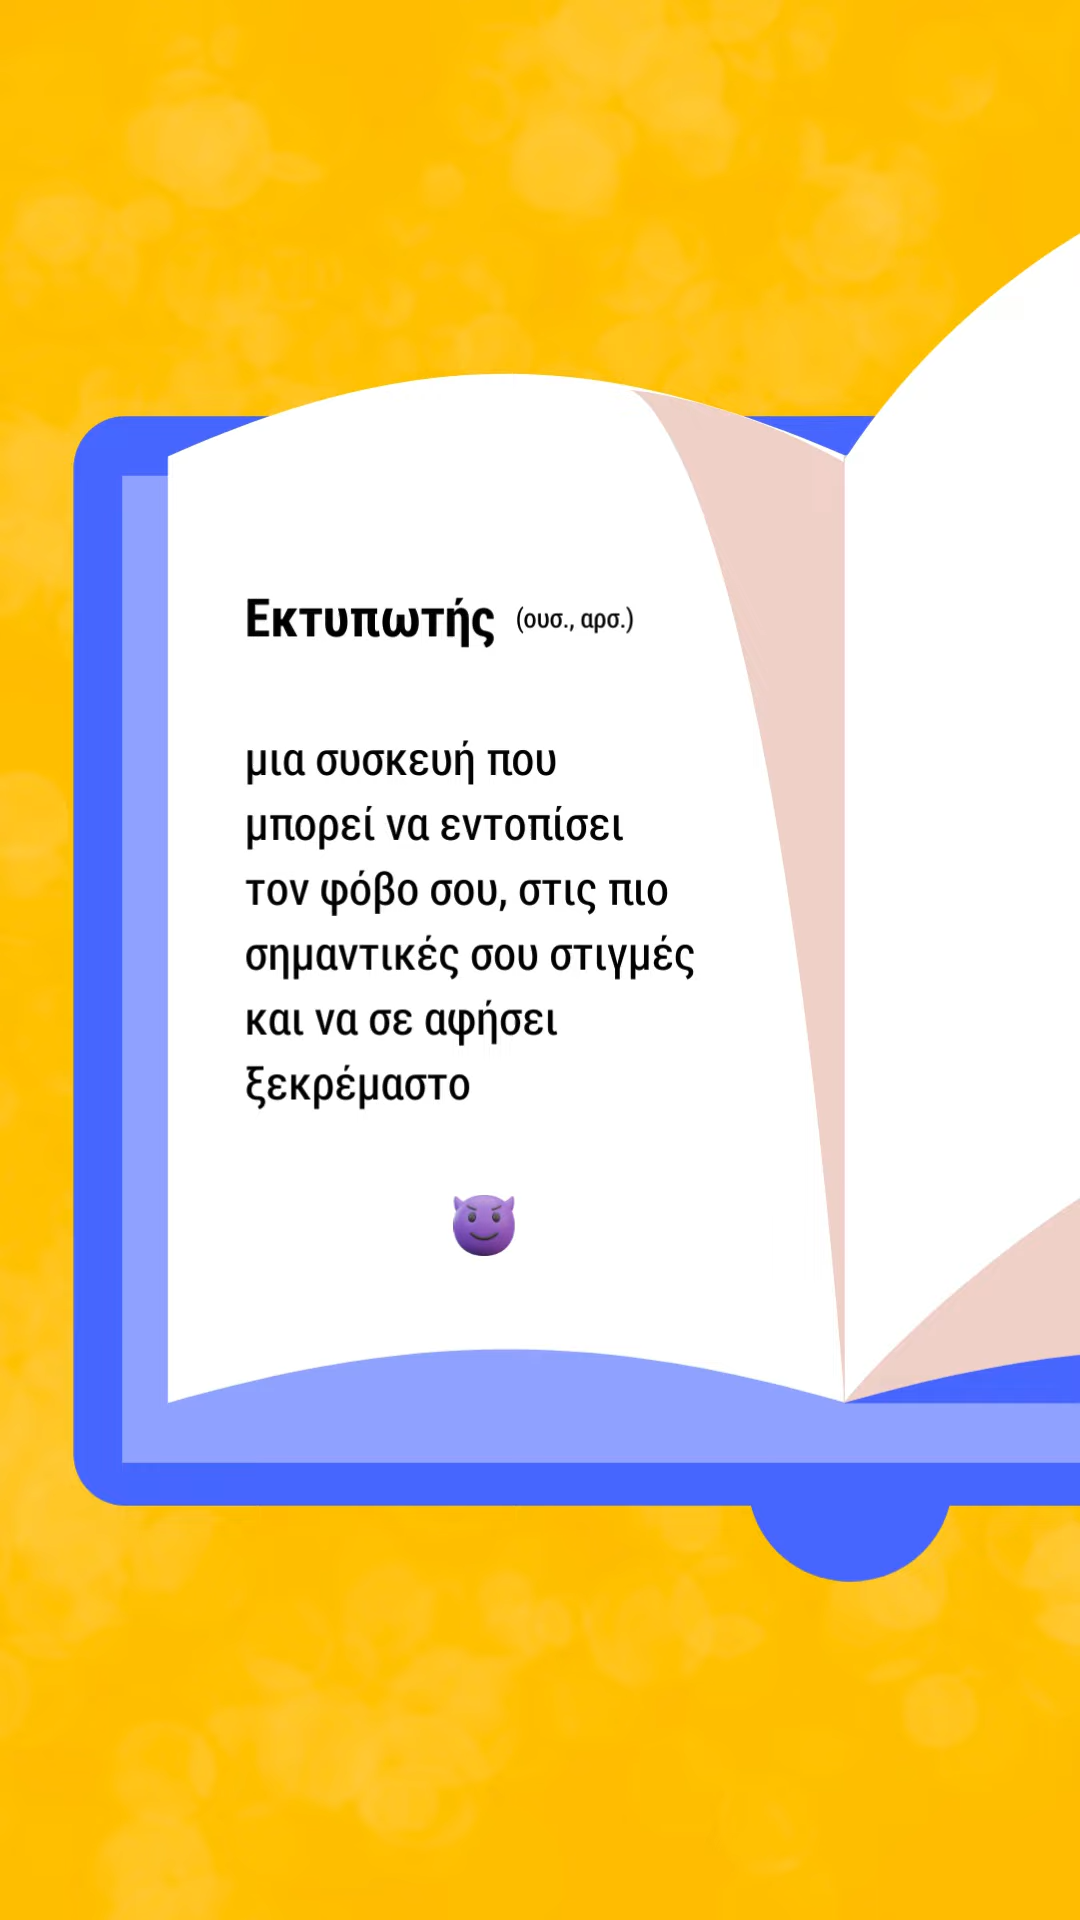 Εκτυπωτής (ουσ., αρσ.)
μια συσκευή που
μπορεί να εντοπίσει
τον φόβο σου, στις πιο
σημαντικές σου στιγμές
και να σε αφήσει
ξεκρέμαστο
😈